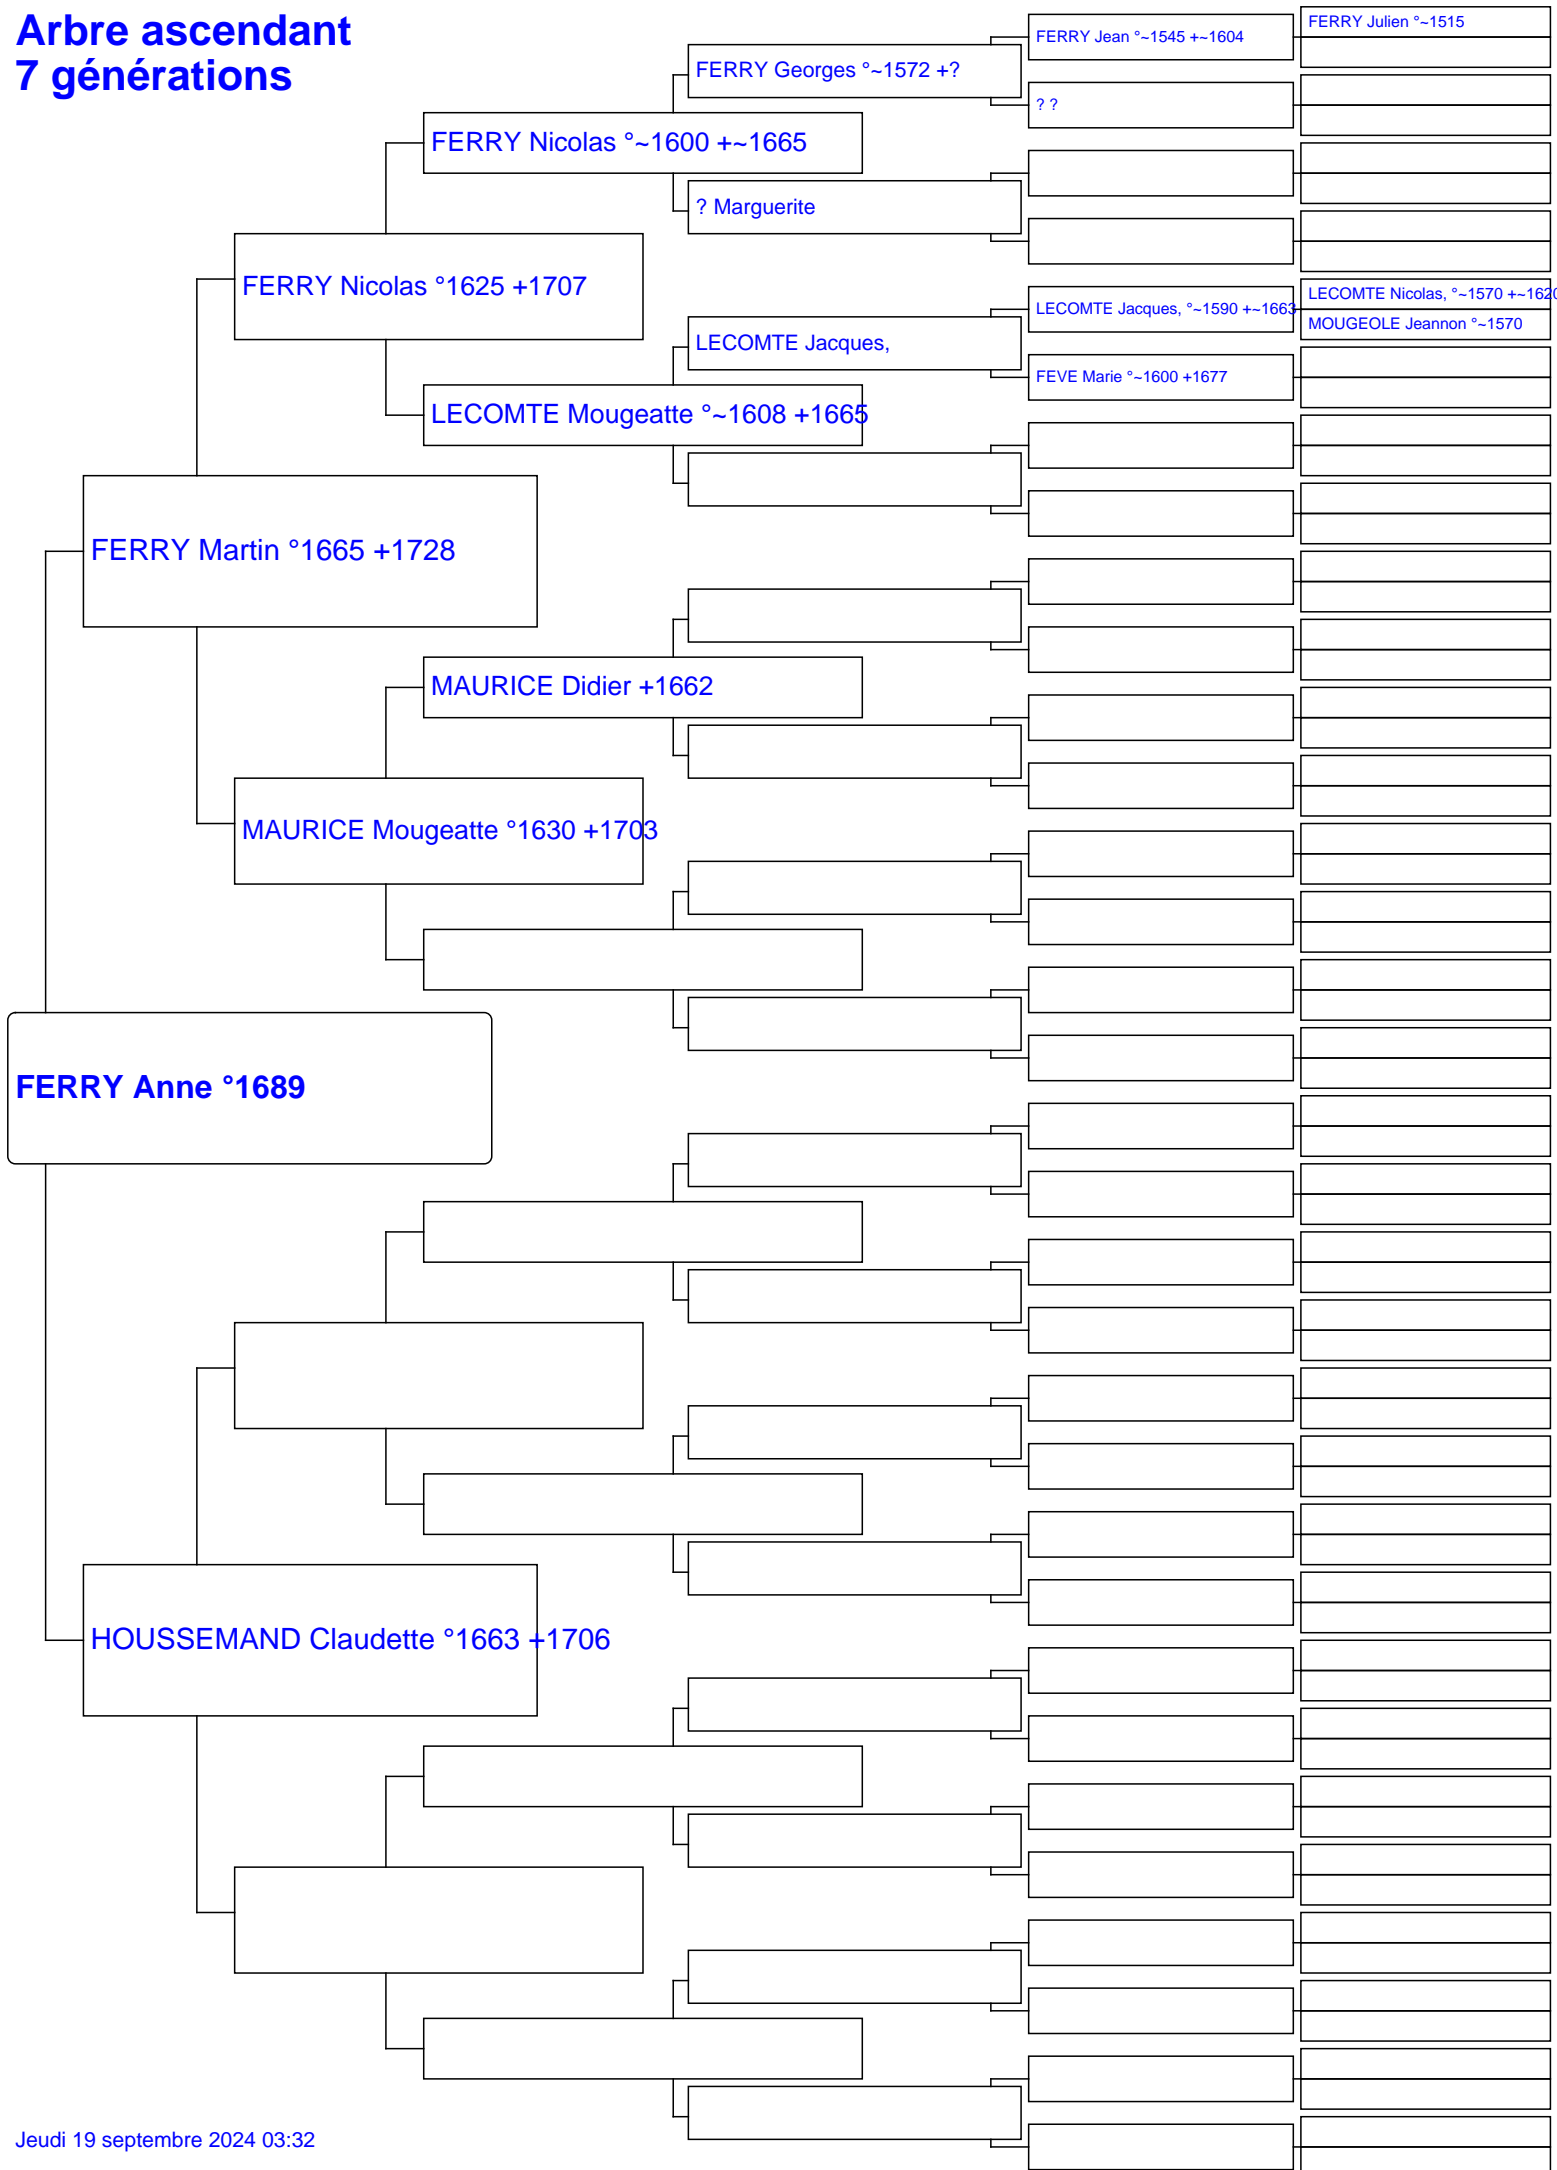 Arbre ascendant
7 générations
FERRY Julien °~1515
FERRY Jean °~1545 +~1604
FERRY Georges °~1572 +?
? ?
FERRY Nicolas °~1600 +~1665
? Marguerite
FERRY Nicolas °1625 +1707
LECOMTE Nicolas, °~1570 +~1620
LECOMTE Jacques, °~1590 +~1663
MOUGEOLE Jeannon °~1570
LECOMTE Jacques,
FEVE Marie °~1600 +1677
LECOMTE Mougeatte °~1608 +1665
FERRY Martin °1665 +1728
MAURICE Didier +1662
MAURICE Mougeatte °1630 +1703
FERRY Anne °1689
HOUSSEMAND Claudette °1663 +1706
Jeudi 19 septembre 2024 03:32